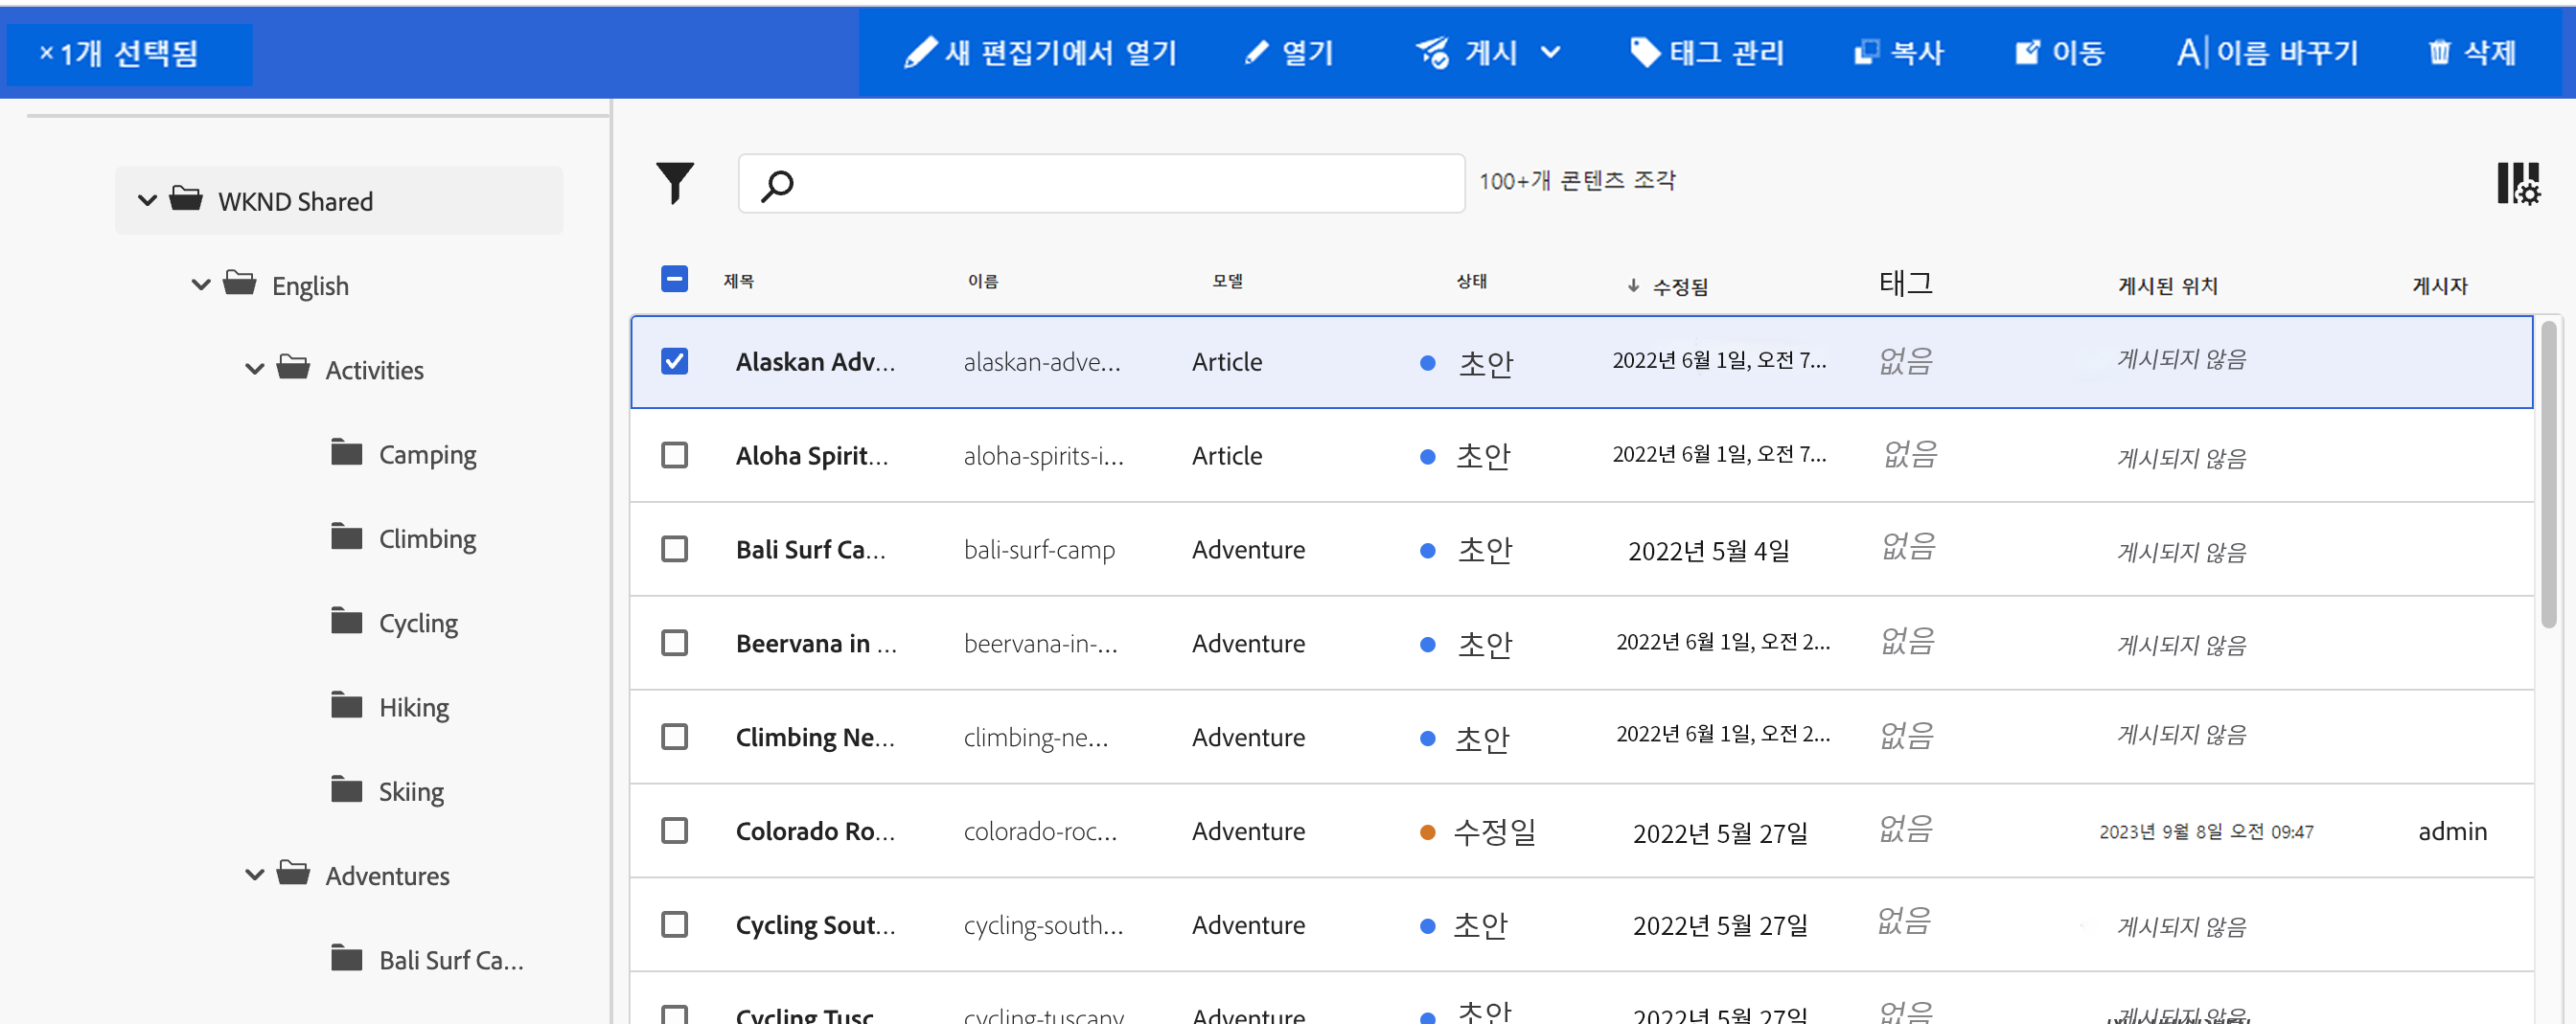 ×1개 선택됨
새 편집기에서 열기
열기
게시
태그 관리
복사
이동
A|이름 바꾸기
삭제
WKND Shared
English
Activities
Camping
Climbing
Cycling
Hiking
Skiing
Adventures
Bali Surf Ca...
100+개 콘텐츠 조각
제목 이름 모델 상태 수정됨 태그 게시된 위치 게시자
Alaskan Adv... alaskan-adve... Article 초안 2022년 6월 1일, 오전 7... 없음 게시되지 않음
Aloha Spirit... aloha-spirits-i... Article 초안 2022년 6월 1일, 오전 7... 없음 게시되지 않음
Bali Surf Ca... bali-surf-camp Adventure 초안 2022년 5월 4일 없음 게시되지 않음
Beervana in ... beervana-in-... Adventure 초안 2022년 6월 1일, 오전 2... 없음 게시되지 않음
Climbing Ne... climbing-ne... Adventure 초안 2022년 6월 1일, 오전 2... 없음 게시되지 않음
Colorado Ro... colorado-roc... Adventure 수정일 2022년 5월 27일 없음 2023년 9월 8일 오전 09:47 admin
Cycling Sout... cycling-south... Adventure 초안 2022년 5월 27일 없음 게시되지 않음
Cycling Tusc cycling-tuscany Adventure 초안 2022년 5월 27일 없음 게시되지 않음